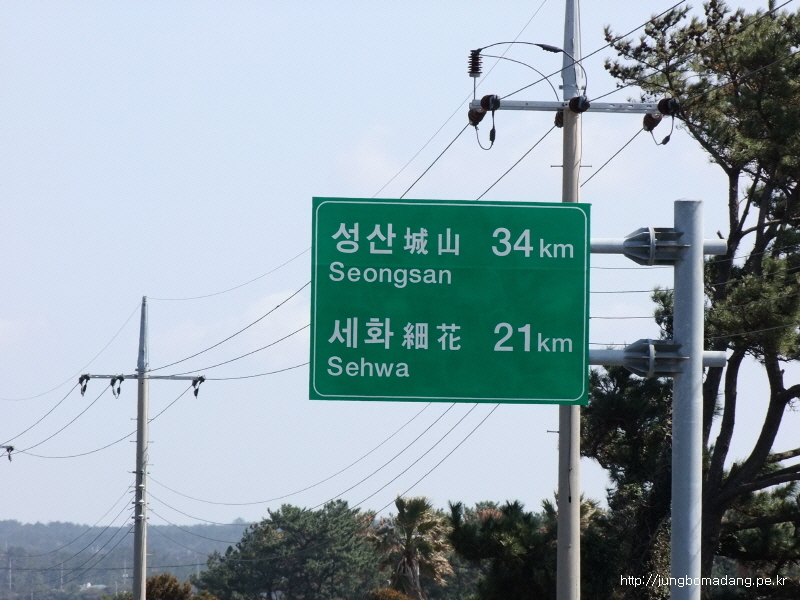 성산城山 34km
Seongsan
세화細花 21km
Sehwa
http://jungbomadang.pe.kr